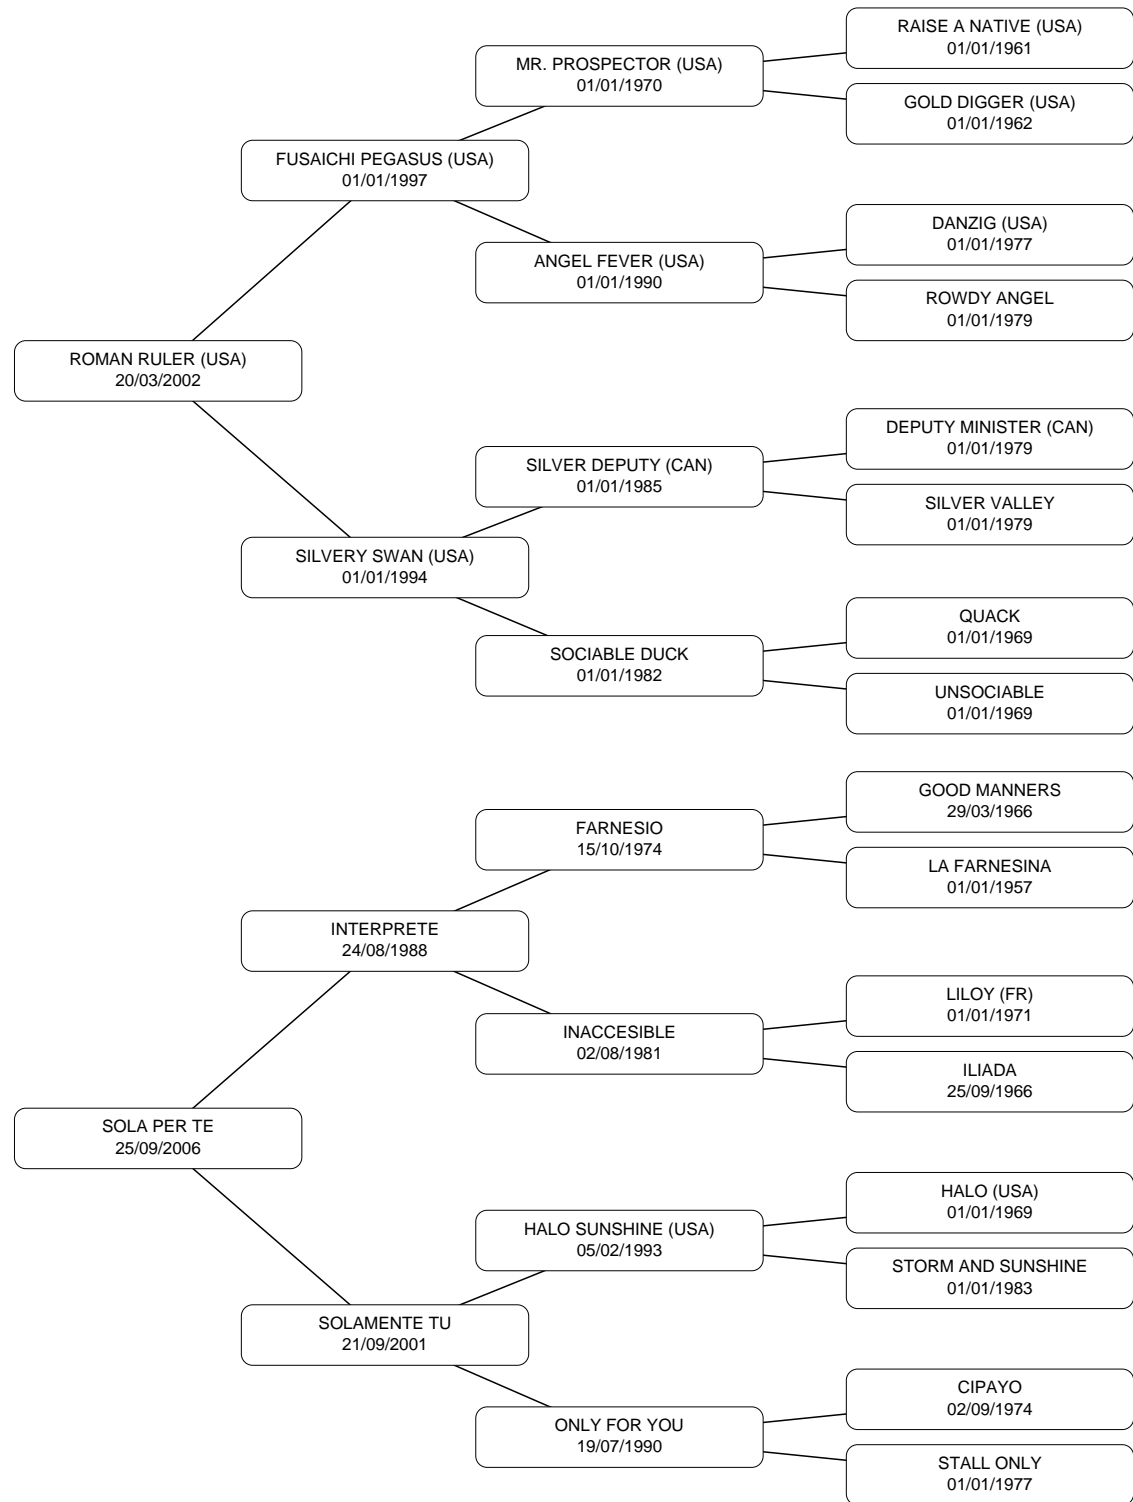 RAISE A NATIVE (USA)
01/01/1961
MR. PROSPECTOR (USA)
01/01/1970
GOLD DIGGER (USA)
01/01/1962
FUSAICHI PEGASUS (USA)
01/01/1997
DANZIG (USA)
01/01/1977
ANGEL FEVER (USA)
01/01/1990
ROWDY ANGEL
01/01/1979
ROMAN RULER (USA)
20/03/2002
DEPUTY MINISTER (CAN)
01/01/1979
SILVER DEPUTY (CAN)
01/01/1985
SILVER VALLEY
01/01/1979
SILVERY SWAN (USA)
01/01/1994
QUACK
01/01/1969
SOCIABLE DUCK
01/01/1982
UNSOCIABLE
01/01/1969
GOOD MANNERS
29/03/1966
FARNESIO
15/10/1974
LA FARNESINA
01/01/1957
INTERPRETE
24/08/1988
LILOY (FR)
01/01/1971
INACCESIBLE
02/08/1981
ILIADA
25/09/1966
SOLA PER TE
25/09/2006
HALO (USA)
01/01/1969
HALO SUNSHINE (USA)
05/02/1993
STORM AND SUNSHINE
01/01/1983
SOLAMENTE TU
21/09/2001
CIPAYO
02/09/1974
ONLY FOR YOU
19/07/1990
STALL ONLY
01/01/1977